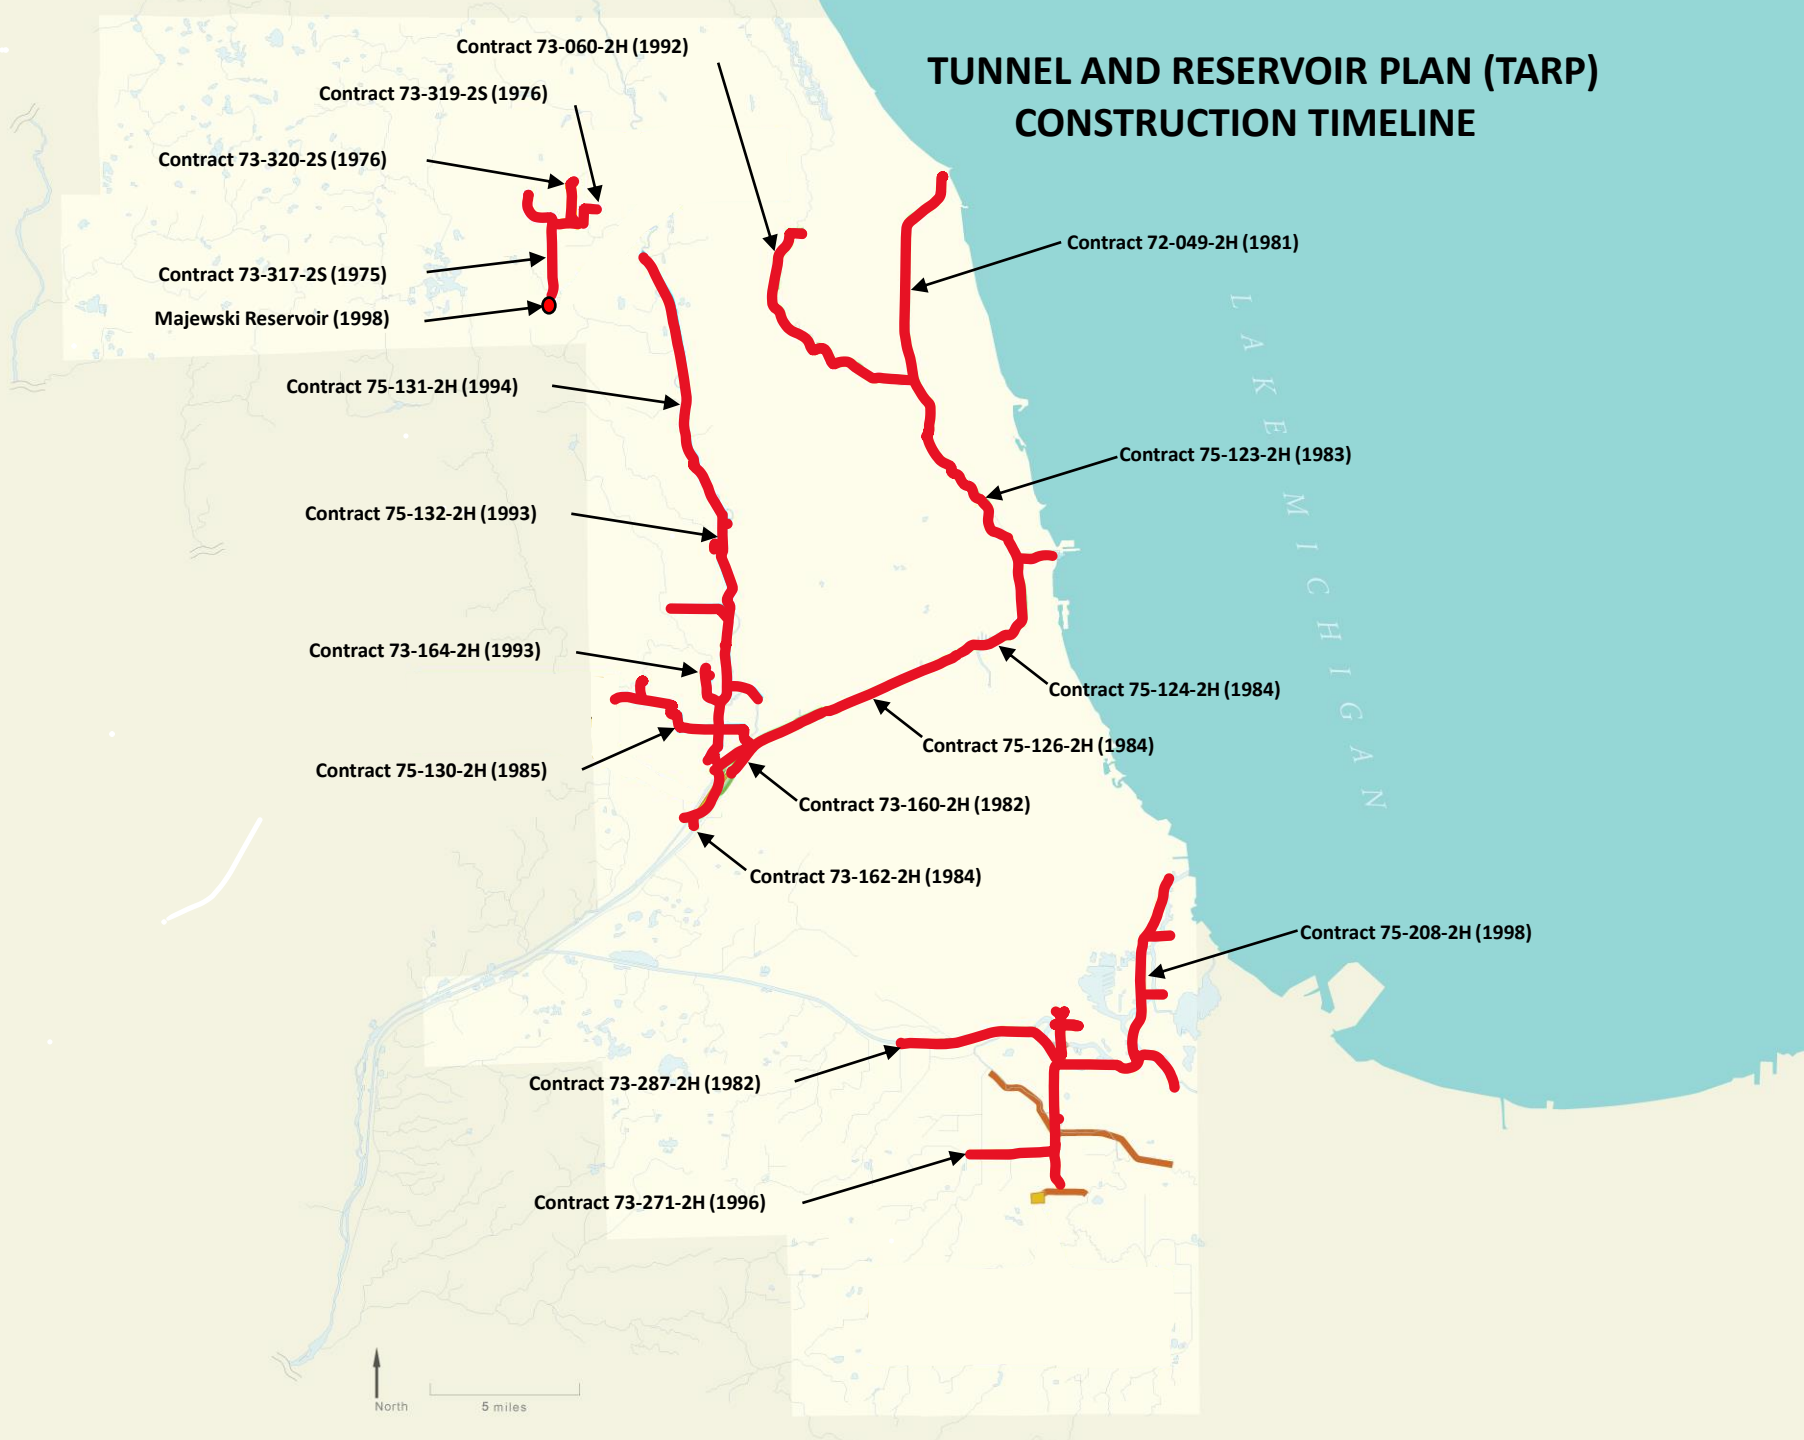 TUNNEL AND RESERVOIR PLAN (TARP)
CONSTRUCTION TIMELINE
Contract 73-060-2H (1992)
Contract 73-319-2S (1976)
Contract 73-320-2S (1976)
Contract 73-317-2S (1975)
Majewski Reservoir (1998)
Contract 72-049-2H (1981)
Contract 75-131-2H (1994)
Contract 75-123-2H (1983)
Contract 75-132-2H (1993)
Contract 73-164-2H (1993)
Contract 75-124-2H (1984)
Contract 75-126-2H (1984)
Contract 75-130-2H (1985)
Contract 73-160-2H (1982)
Contract 73-162-2H (1984)
LAKE MICHIGAN
Contract 75-208-2H (1998)
Contract 73-287-2H (1982)
Contract 73-271-2H (1996)
North
5 miles